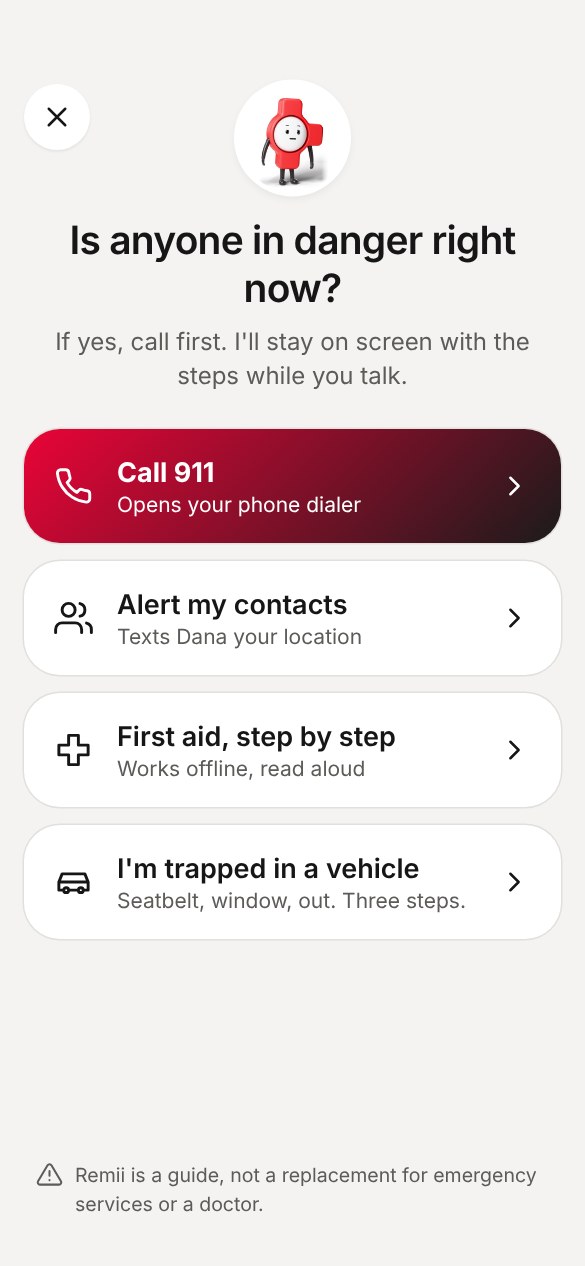 Is anyone in danger right
now?
If yes, call first. I'll stay on screen with the
steps while you talk.
Call 911
Opens your phone dialer
Alert my contacts
Texts Dana your location
First aid, step by step
Works offline, read aloud
I'm trapped in a vehicle
Seatbelt, window, out. Three steps.
Remii is a guide, not a replacement for emergency
services or a doctor.